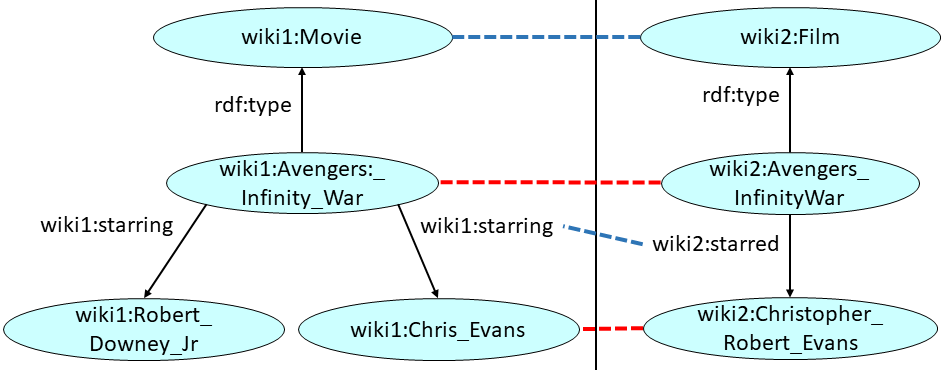 wiki1:Movie
wiki2:Film
rdf:type
rdf:type
wiki1:Avengers:_
Infinity_War
wiki2:Avengers_
InfinityWar
wiki1:starring
wiki1:starring
wiki2:starred
wiki1:Robert_
Downey_Jr
wiki1:Chris_Evans
wiki2:Christopher_
Robert_Evans